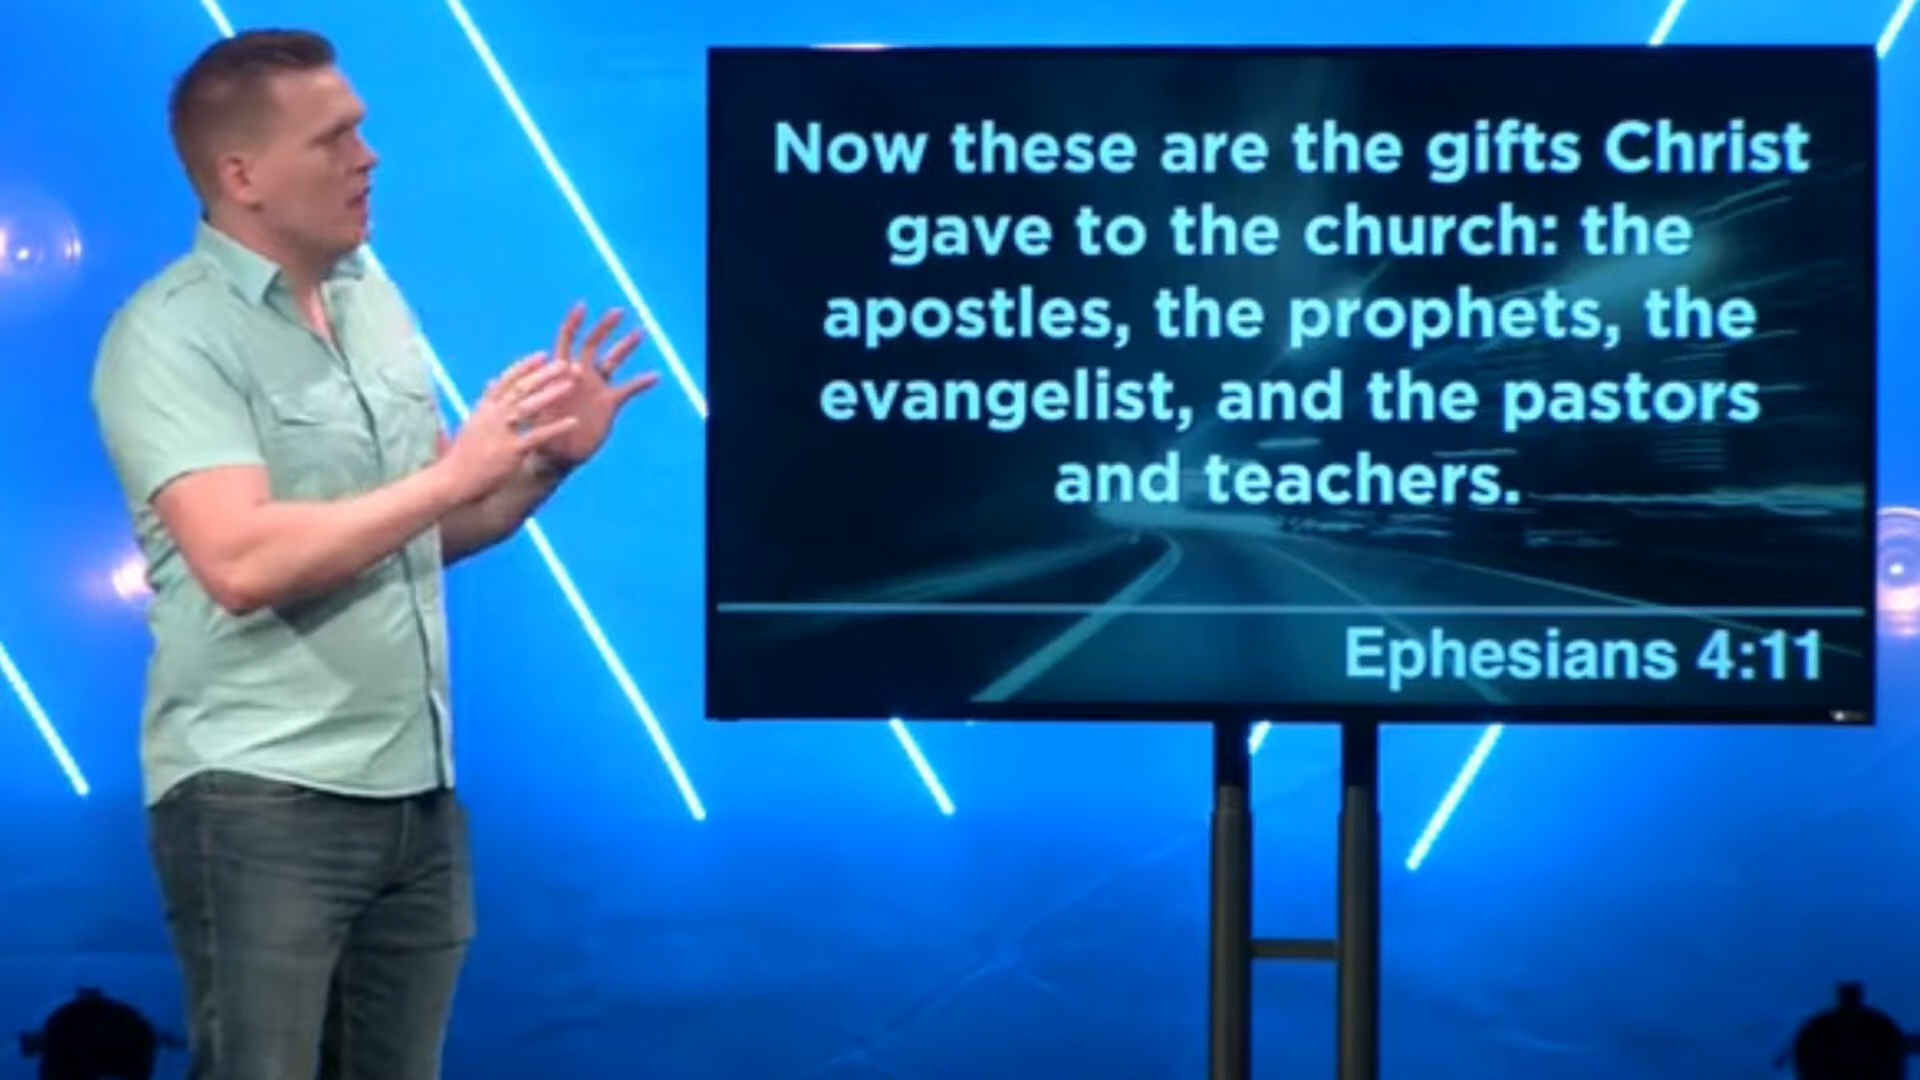 Now these are the gifts Christ
gave to the church: the
apostles, the prophets, the
evangelist, and the pastors
and teachers.
Ephesians 4:11